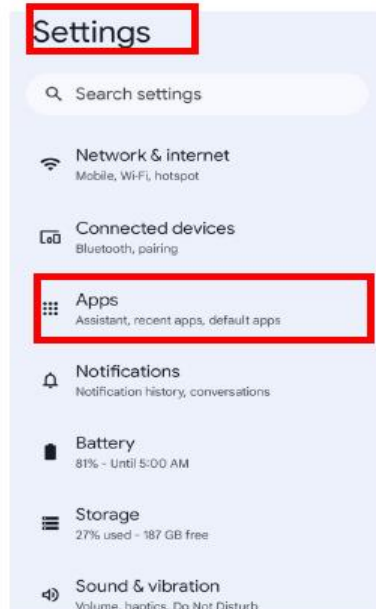 Settings
Search settings
Network & internet
Mobile, Wi-Fi, hotspot
Connected devices
Bluetooth, pairing
Apps
Assistant, recent apps, default apps
Notifications
Notification history, conversations
Battery
81% - Until 5:00 AM
Storage
27% used - 187 GB free
Sound & vibration
Volume, haptics, Do Not Disturb